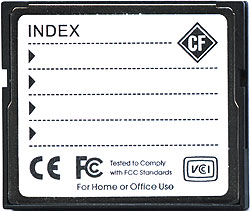 INDEX
CF
CE FC Tested to Comply
with FCC Standards
VCI
For Home or Office Use